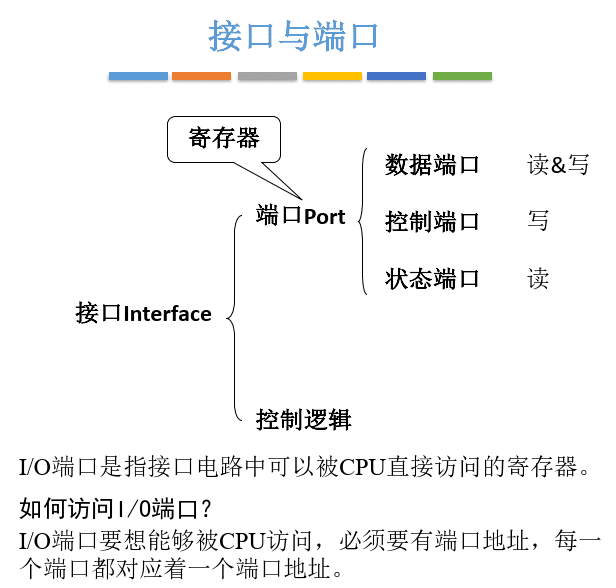 接口与端口
寄存器
数据端口 读&写
端口Port
控制端口 写
状态端口 读
接口Interface
控制逻辑
I/O端口是指接口电路中可以被CPU直接访问的寄存器。
如何访问I/O端口？
I/O端口要想能够被CPU访问，必须要有端口地址，每一
个端口都对应着一个端口地址。